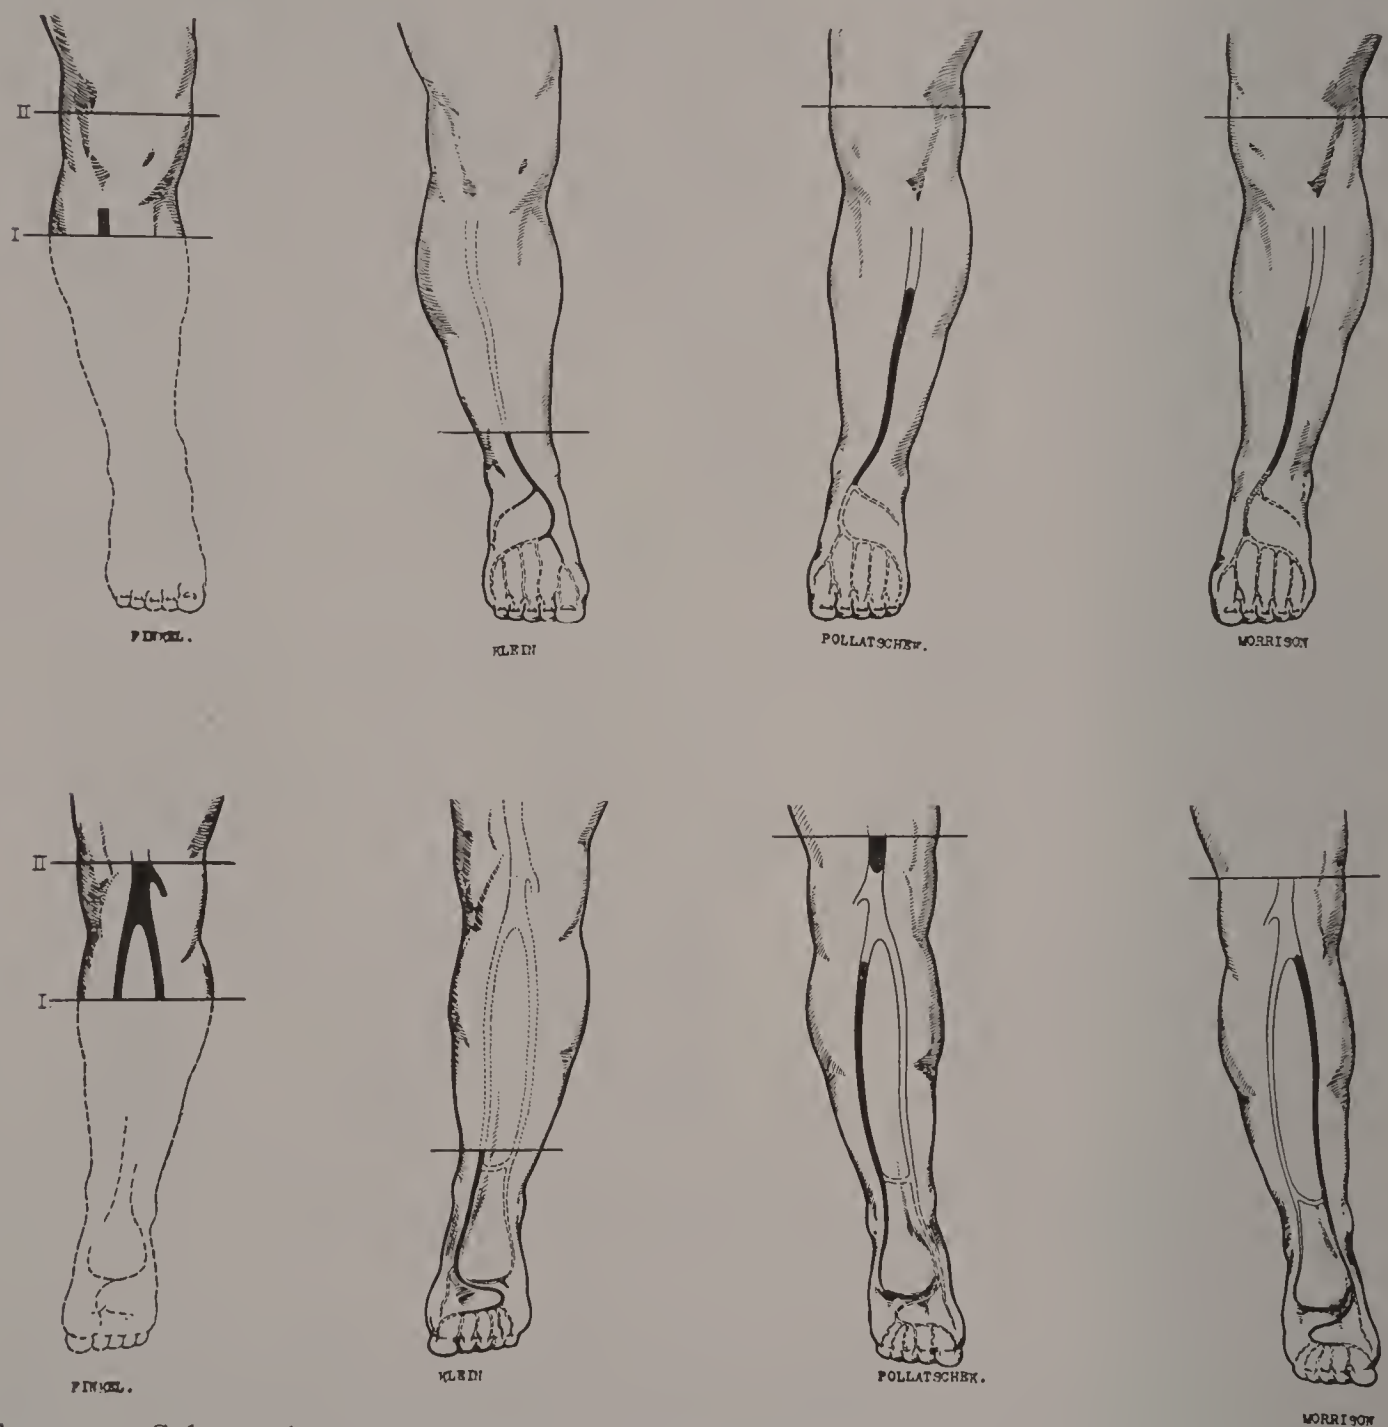 II
I
FINKEL.
KLEIN
POLLATSCHEK.
MORRISON
II
I
FINKEL.
KLEIN
POLLATSCHEK.
MORRISON